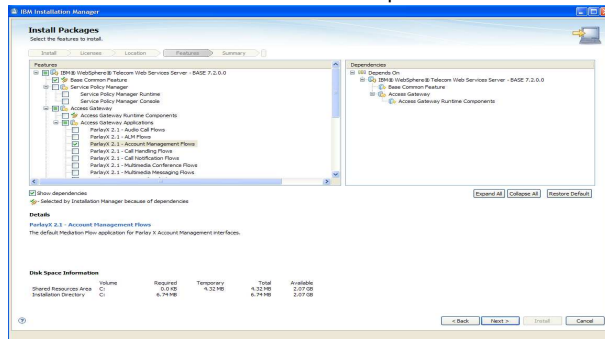 IBM Installation Manager
Install Packages
Select the features to install.
Install Licenses Location Features Summary
Features
IBM® WebSphere® Telecom Web Services Server - BASE 7.2.0.0
Base Common Feature
Service Policy Manager
Service Policy Manager Runtime
Service Policy Manager Console
Access Gateway
Access Gateway Runtime Components
Access Gateway Applications
ParlayX 2.1 - Audio Call Flows
ParlayX 2.1 - ALM Flows
ParlayX 2.1 - Account Management Flows
ParlayX 2.1 - Call Handling Flows
ParlayX 2.1 - Call Notification Flows
ParlayX 2.1 - Multimedia Conference Flows
ParlayX 2.1 - Multimedia Messaging Flows
Dependencies
Depends On
IBM® WebSphere® Telecom Web Services Server - BASE 7.2.0.0
Base Common Feature
Access Gateway
Access Gateway Runtime Components
Show dependencies
- Selected by Installation Manager because of dependencies
Expand All Collapse All Restore Default
Details
ParlayX 2.1 - Account Management Flows
The default Mediation Flow application for Parlay X Account Management interfaces.
Disk Space Information
Volume Required Temporary Total Available
Shared Resources Area C: 0.0 KB 4.32 MB 4.32 MB 2.07 GB
Installation Directory C: 6.74 MB 6.74 MB 2.07 GB
? < Back Next > Install Cancel